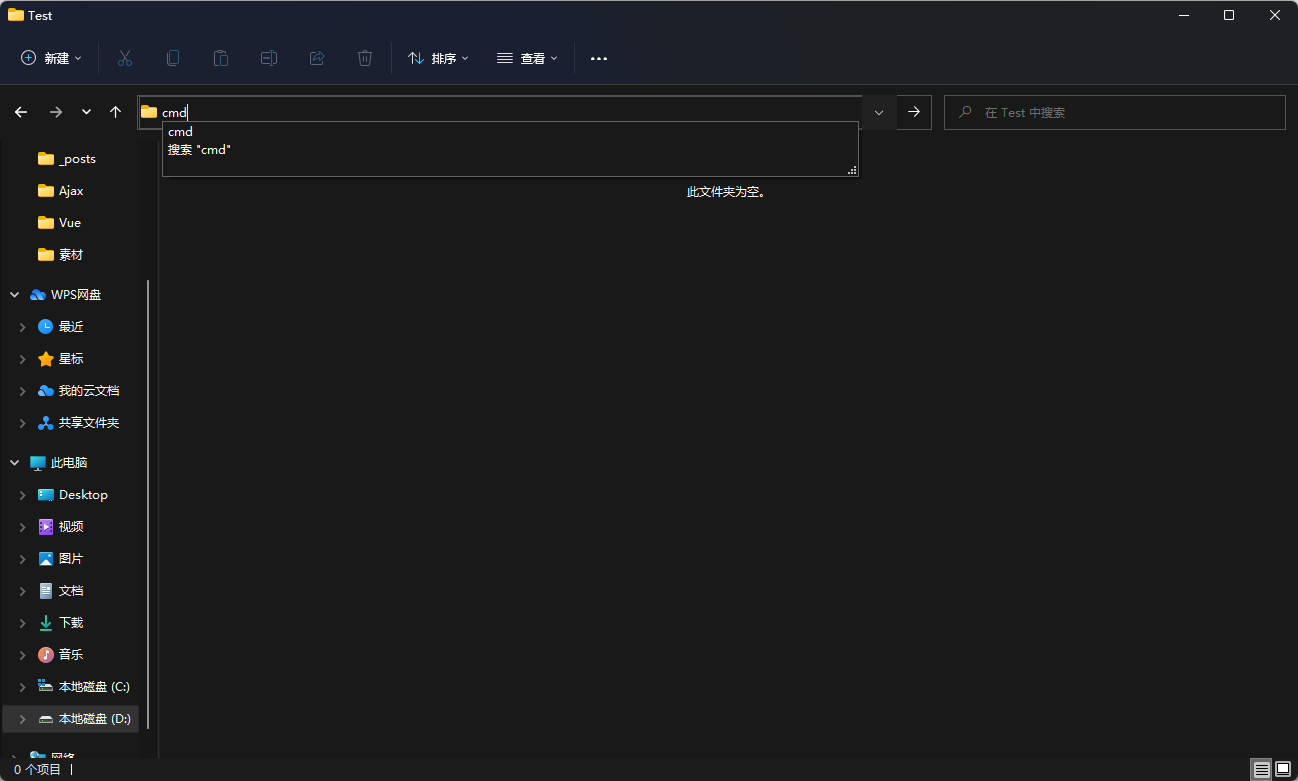 Test
新建
排序
查看
cmd
在 Test 中搜索
cmd
搜索 "cmd"
此文件夹为空。
_posts
Ajax
Vue
素材
WPS网盘
最近
星标
我的云文档
共享文件夹
此电脑
Desktop
视频
图片
文档
下载
音乐
本地磁盘 (C:)
本地磁盘 (D:)
网络
0 个项目